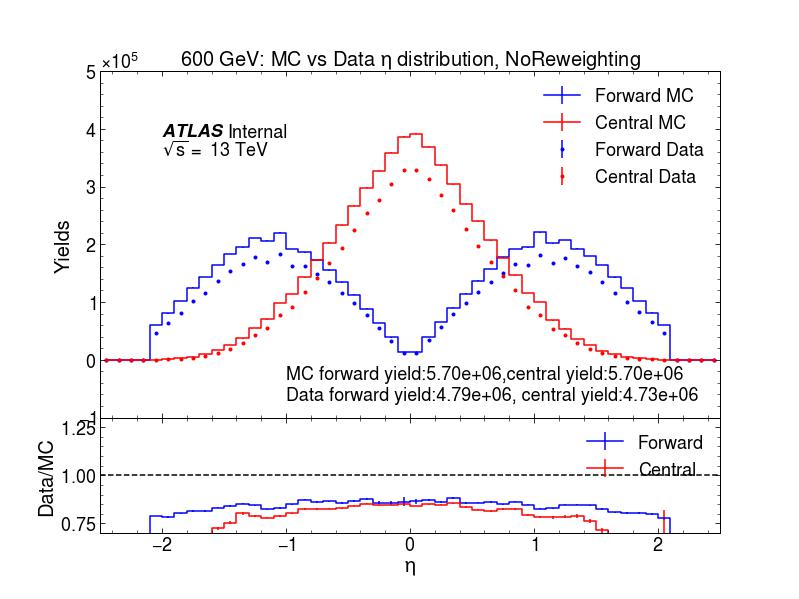 ×10⁵
600 GeV: MC vs Data η distribution, NoReweighting
5
4
3
2
1
0
−1
Yields
ATLAS Internal
√s = 13 TeV
Forward MC
Central MC
Forward Data
Central Data
MC forward yield:5.70e+06,central yield:5.70e+06
Data forward yield:4.79e+06, central yield:4.73e+06
1.25
1.00
0.75
Data/MC
Forward
Central
−2 −1 0 1 2
η